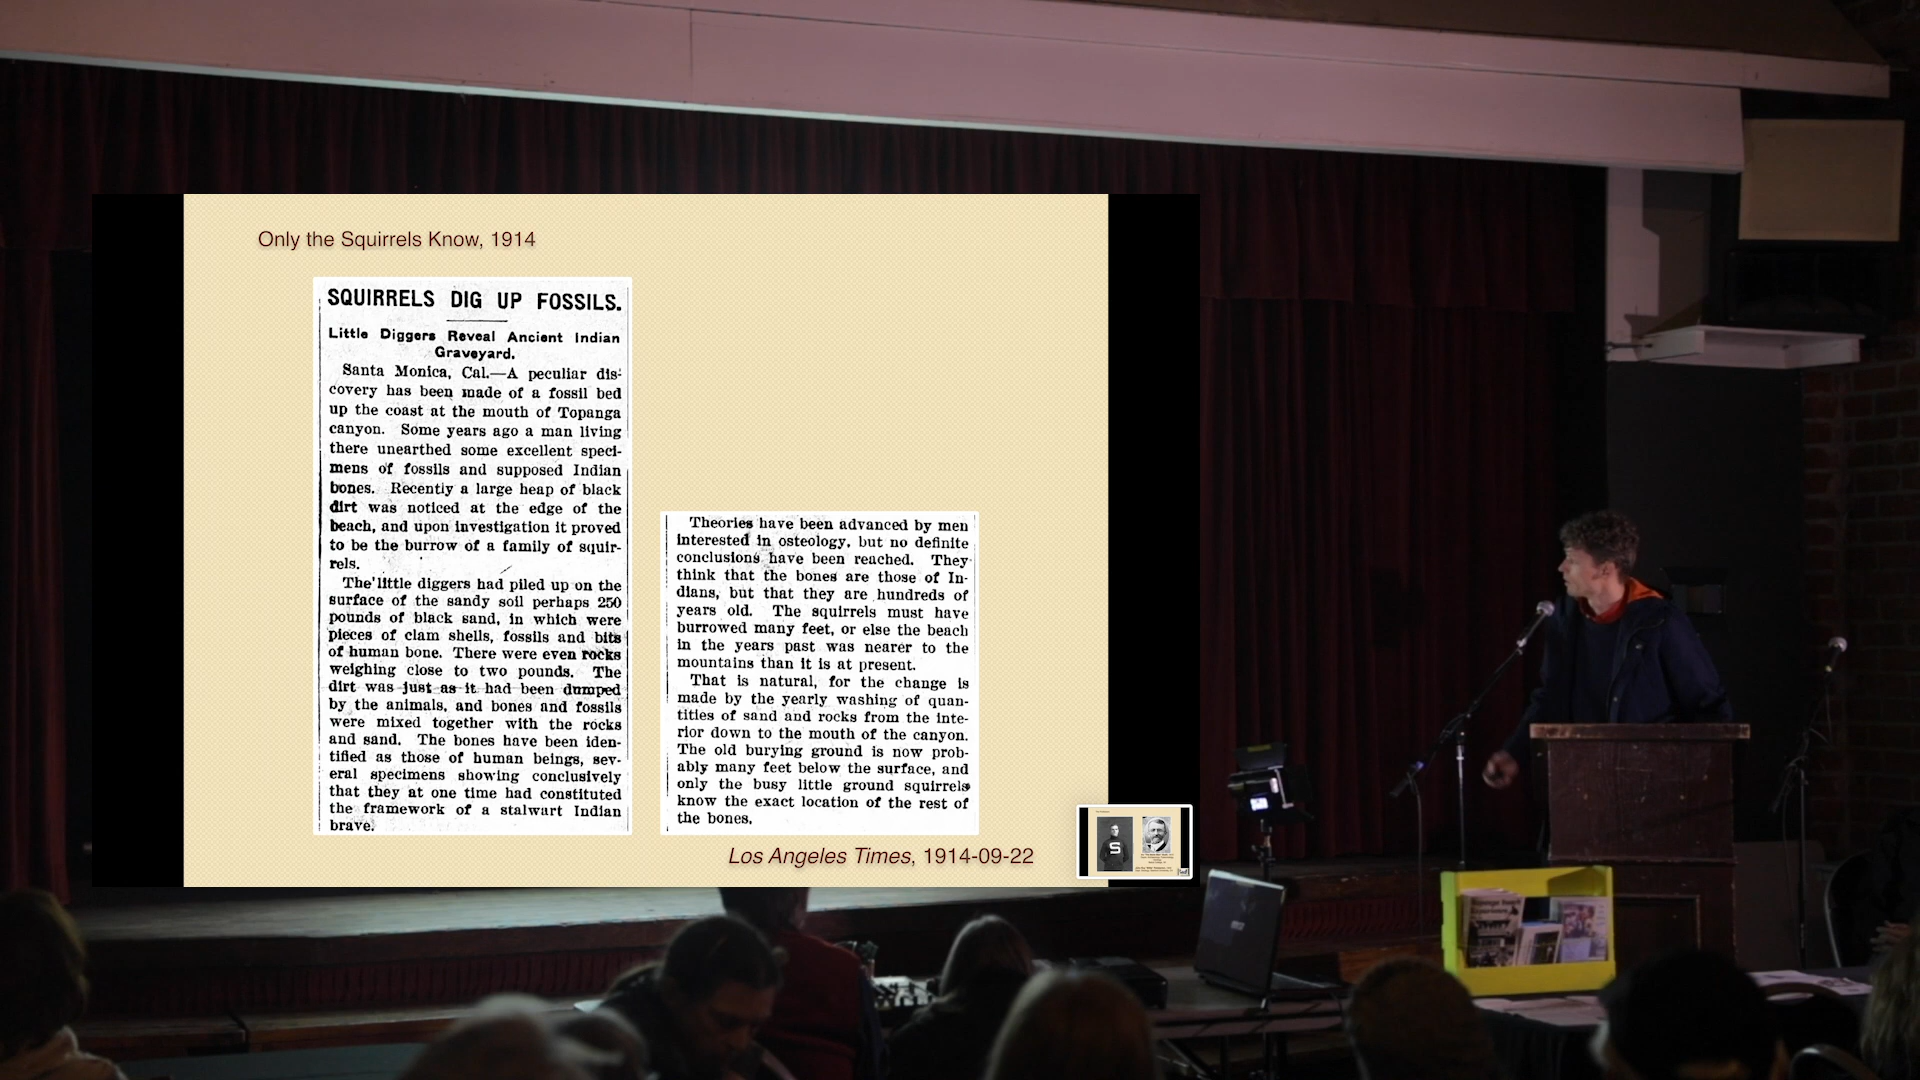 Only the Squirrels Know, 1914
SQUIRRELS DIG UP FOSSILS.
Little Diggers Reveal Ancient Indian
Graveyard.
Santa Monica, Cal.—A peculiar dis-
covery has been made of a fossil bed
up the coast at the mouth of Topanga
canyon. Some years ago a man living
there unearthed some excellent speci-
mens of fossils and supposed Indian
bones. Recently a large heap of black
dirt was noticed at the edge of the
beach, and upon investigation it proved
to be the burrow of a family of squir-
rels.
The little diggers had piled up on the
surface of the sandy soil perhaps 250
pounds of black sand, in which were
pieces of clam shells, fossils and bits
of human bone. There were even rocks
weighing close to two pounds. The
dirt was just as it had been dumped
by the animals, and bones and fossils
were mixed together with the rocks
and sand. The bones have been iden-
tified as those of human beings, sev-
eral specimens showing conclusively
that they at one time had constituted
the framework of a stalwart Indian
brave.
Theories have been advanced by men
interested in osteology, but no definite
conclusions have been reached. They
think that the bones are those of In-
dians, but that they are hundreds of
years old. The squirrels must have
burrowed many feet, or else the beach
in the years past was nearer to the
mountains than it is at present.
That is natural, for the change is
made by the yearly washing of quan-
tities of sand and rocks from the inte-
rior down to the mouth of the canyon.
The old burying ground is now prob-
ably many feet below the surface, and
only the busy little ground squirrels
know the exact location of the rest of
the bones.
Los Angeles Times, 1914-09-22
S
acer